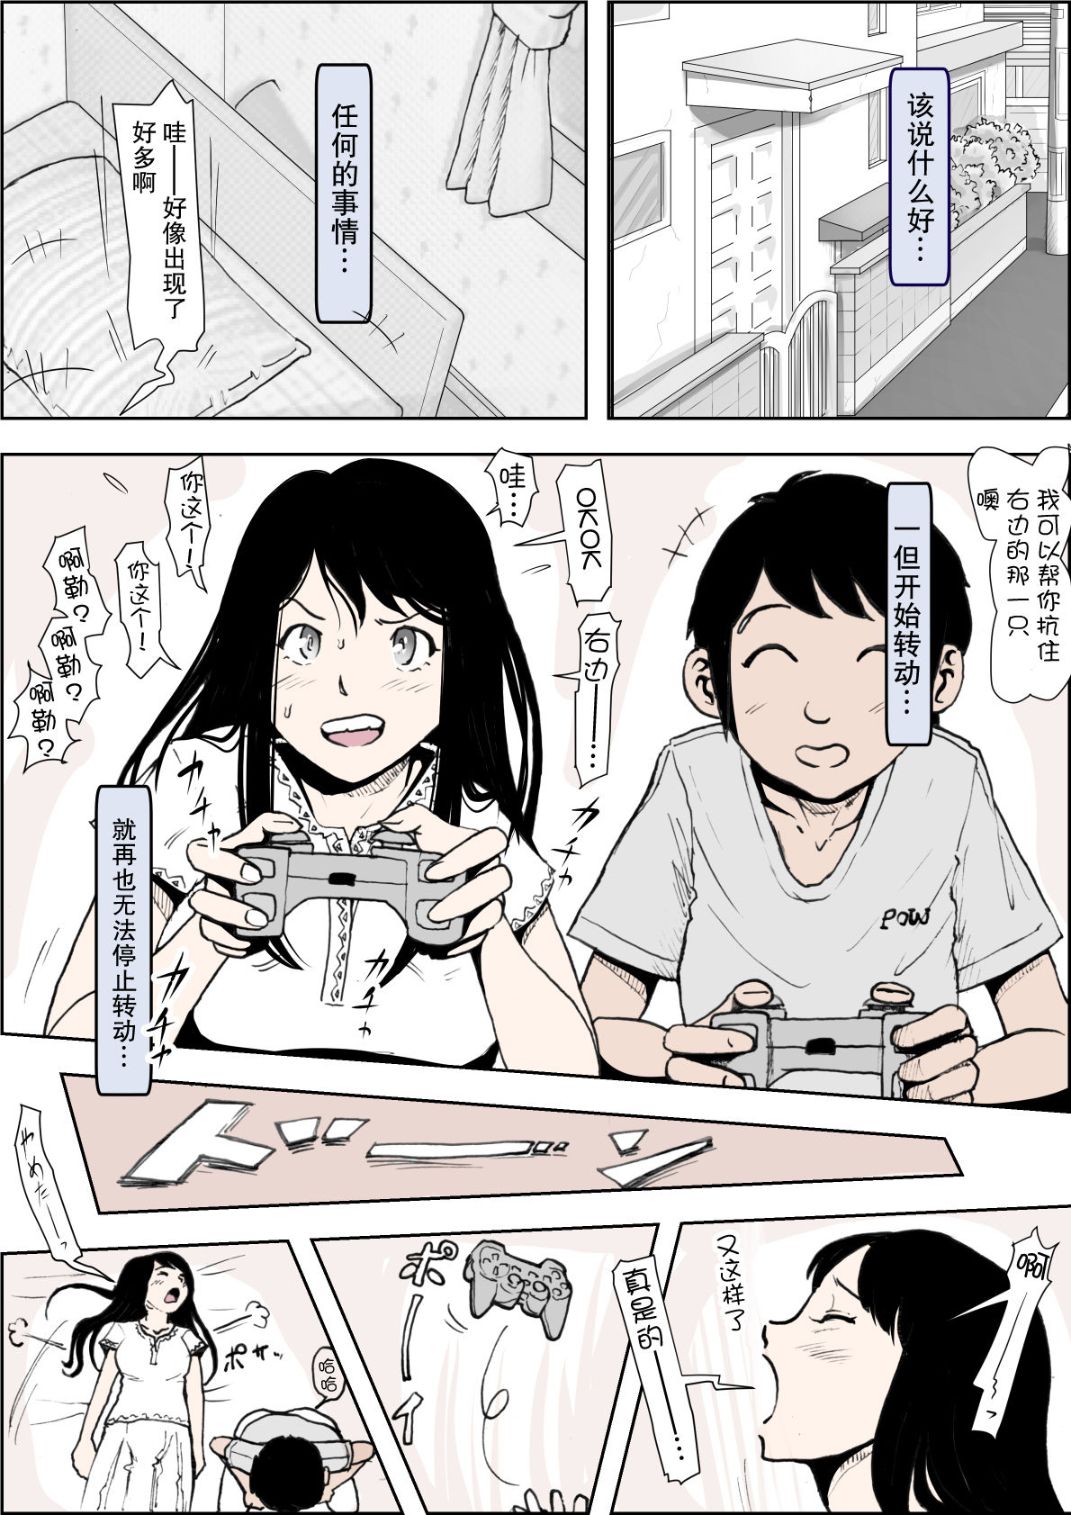 该说什么好…
任何的事情…
哇——好像出现了
好多啊
我可以帮你抗住
右边的那一只
噢
一但开始转动…
OKOK
右边——…
哇…
你这个！
你这个！
啊勒？
啊勒？
啊勒？
POW
カチャ
カチャ
カチャ
就再也无法停止转动…
ドーン
啊
又这样了
真是的——…
ポーイ
やめたーっ
ポサッ
哈哈